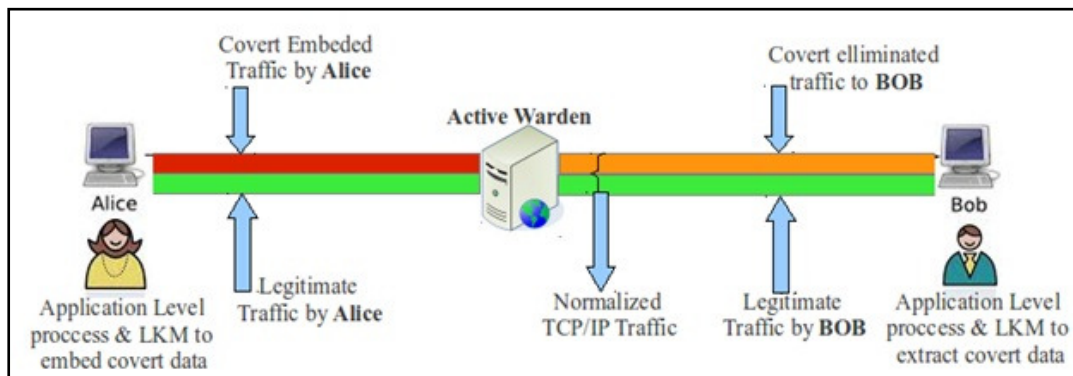 Covert Embeded
Traffic by Alice
Covert elliminated
traffic to BOB
Active Warden
Alice
Bob
Application Level
proccess & LKM to
embed covert data
Legitimate
Traffic by Alice
Normalized
TCP/IP Traffic
Legitimate
Traffic by BOB
Application Level
proccess & LKM to
extract covert data